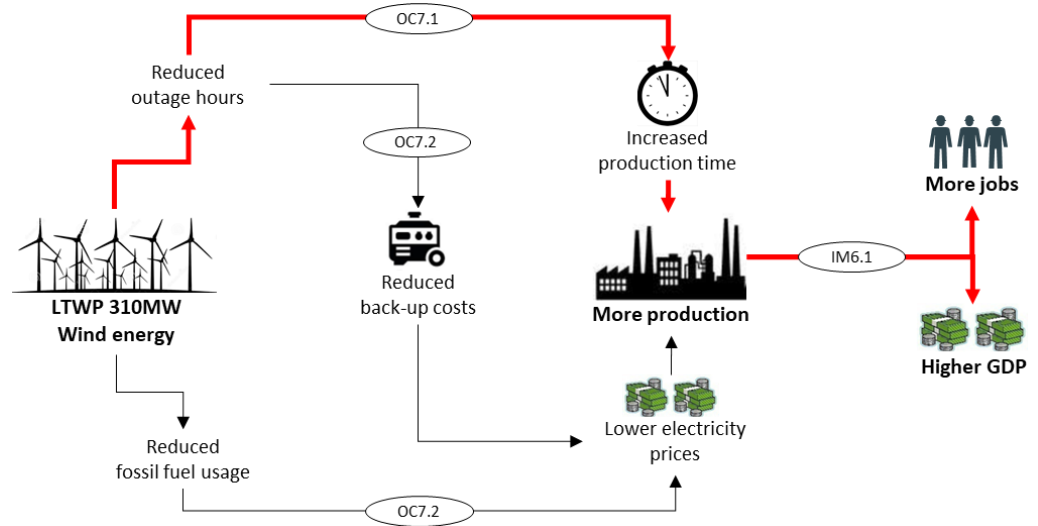 OC7.1
Reduced
outage hours
OC7.2
Increased
production time
More jobs
IM6.1
LTWP 310MW
Wind energy
Reduced
back-up costs
More production
Higher GDP
Lower electricity
prices
Reduced
fossil fuel usage
OC7.2